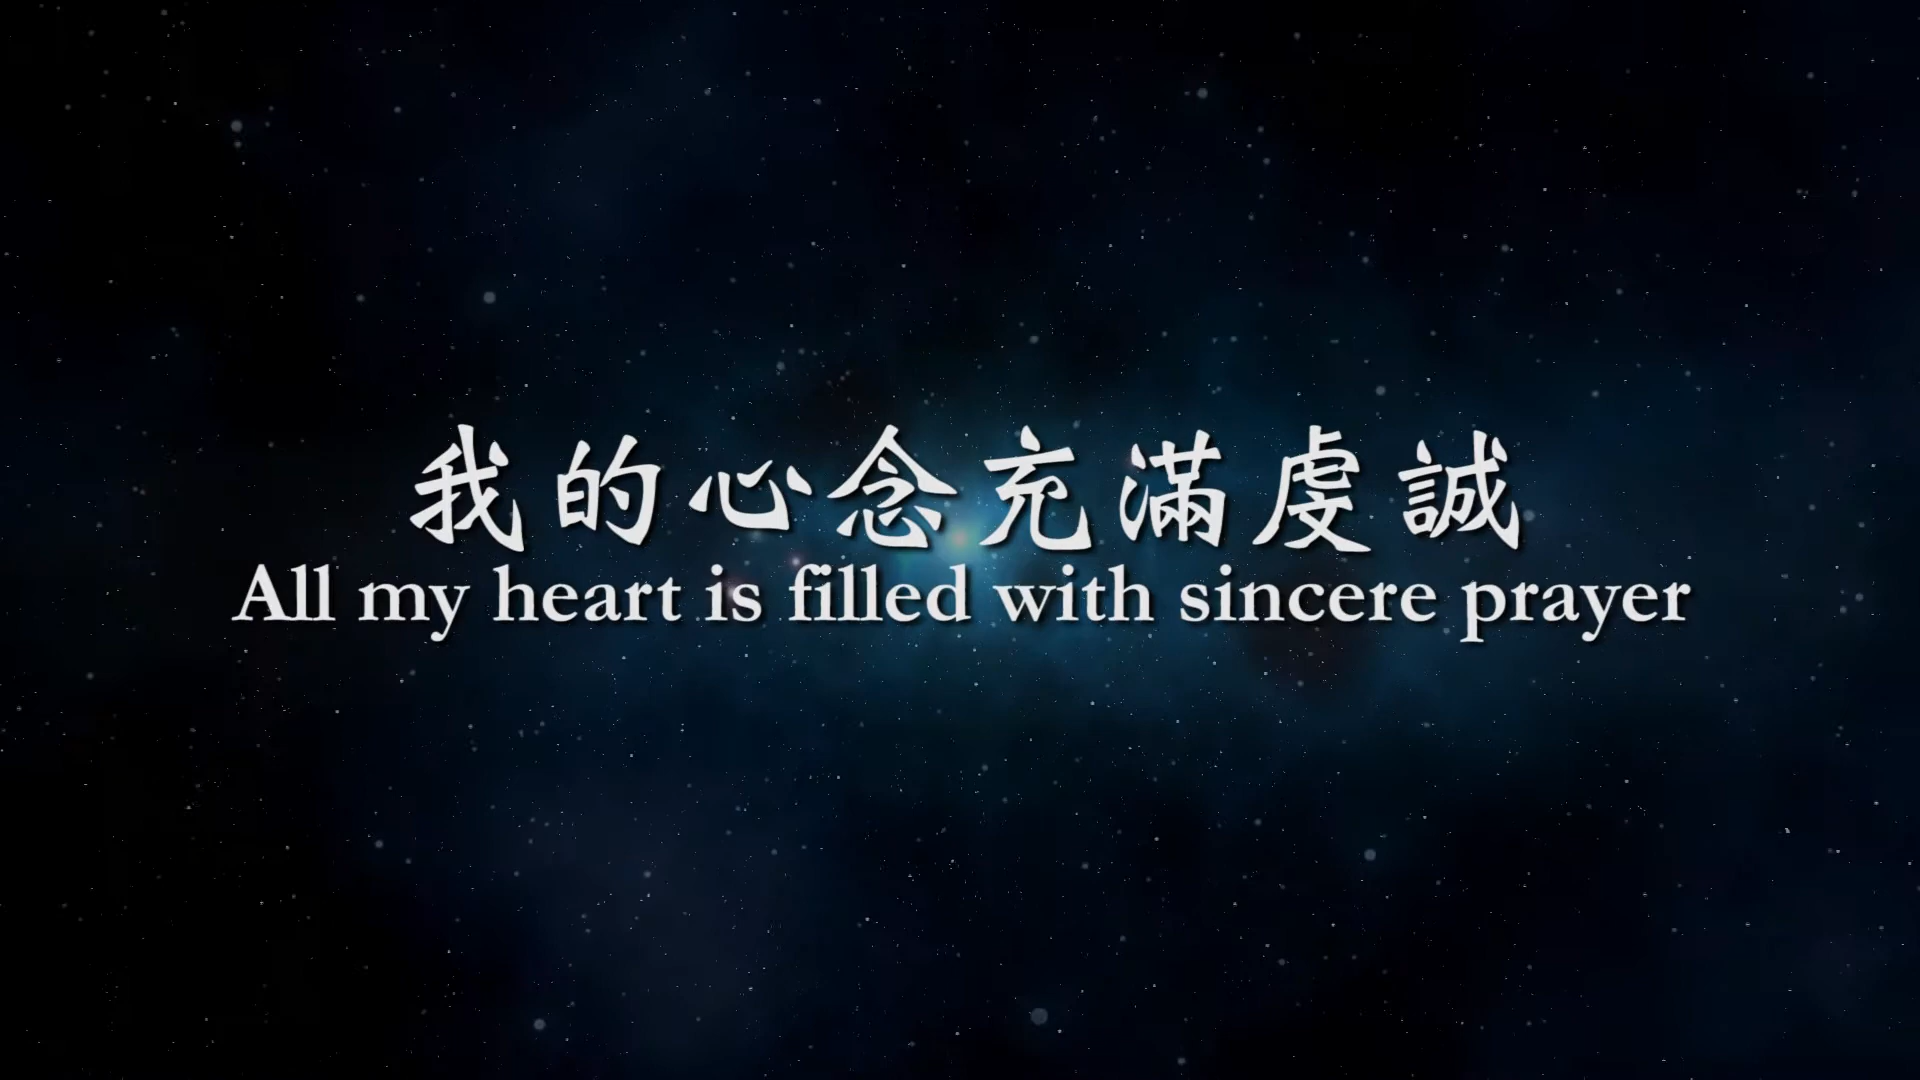 我的心念充滿虔誠
All my heart is filled with sincere prayer